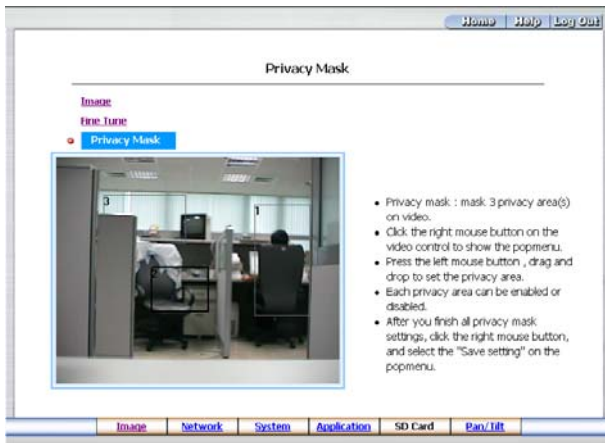 Home Help Log Out
Privacy Mask
Image
Fine Tune
Privacy Mask
3
1
• Privacy mask : mask 3 privacy area(s)
on video.
• Click the right mouse button on the
video control to show the popmenu.
• Press the left mouse button , drag and
drop to set the privacy area.
• Each privacy area can be enabled or
disabled.
• After you finish all privacy mask
settings, click the right mouse button,
and select the "Save setting" on the
popmenu.
Image Network System Application SD Card Pan/Tilt